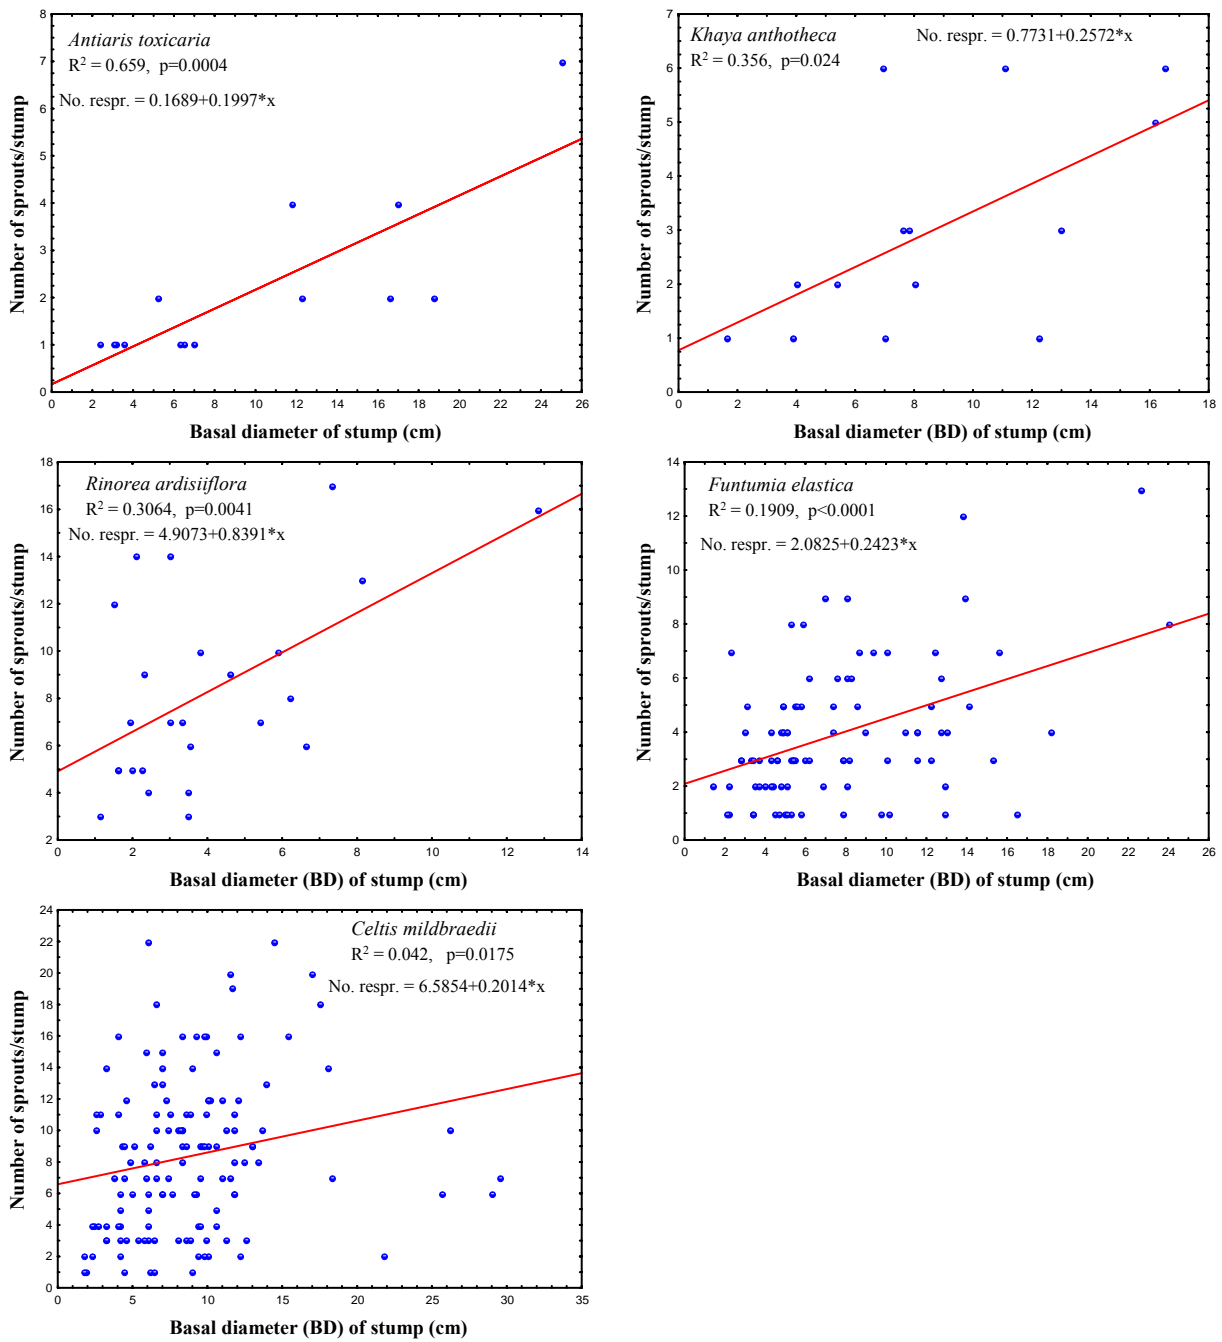 Antiaris toxicaria
R² = 0.659, p=0.0004
No. respr. = 0.1689+0.1997*x
Number of sprouts/stump
8
7
6
5
4
3
2
1
0
0 2 4 6 8 10 12 14 16 18 20 22 24 26
Basal diameter of stump (cm)
Khaya anthotheca
R² = 0.356, p=0.024
No. respr. = 0.7731+0.2572*x
Number of sprouts/stump
7
6
5
4
3
2
1
0
0 2 4 6 8 10 12 14 16 18
Basal diameter (BD) of stump (cm)
Rinorea ardisiiflora
R² = 0.3064, p=0.0041
No. respr. = 4.9073+0.8391*x
Number of sprouts/stump
18
16
14
12
10
8
6
4
2
0 2 4 6 8 10 12 14
Basal diameter (BD) of stump (cm)
Funtumia elastica
R² = 0.1909, p<0.0001
No. respr. = 2.0825+0.2423*x
Number of sprouts/stump
14
12
10
8
6
4
2
0
0 2 4 6 8 10 12 14 16 18 20 22 24 26
Basal diameter (BD) of stump (cm)
Celtis mildbraedii
R² = 0.042, p=0.0175
No. respr. = 6.5854+0.2014*x
Number of sprouts/stump
24
22
20
18
16
14
12
10
8
6
4
2
0
0 5 10 15 20 25 30 35
Basal diameter (BD) of stump (cm)